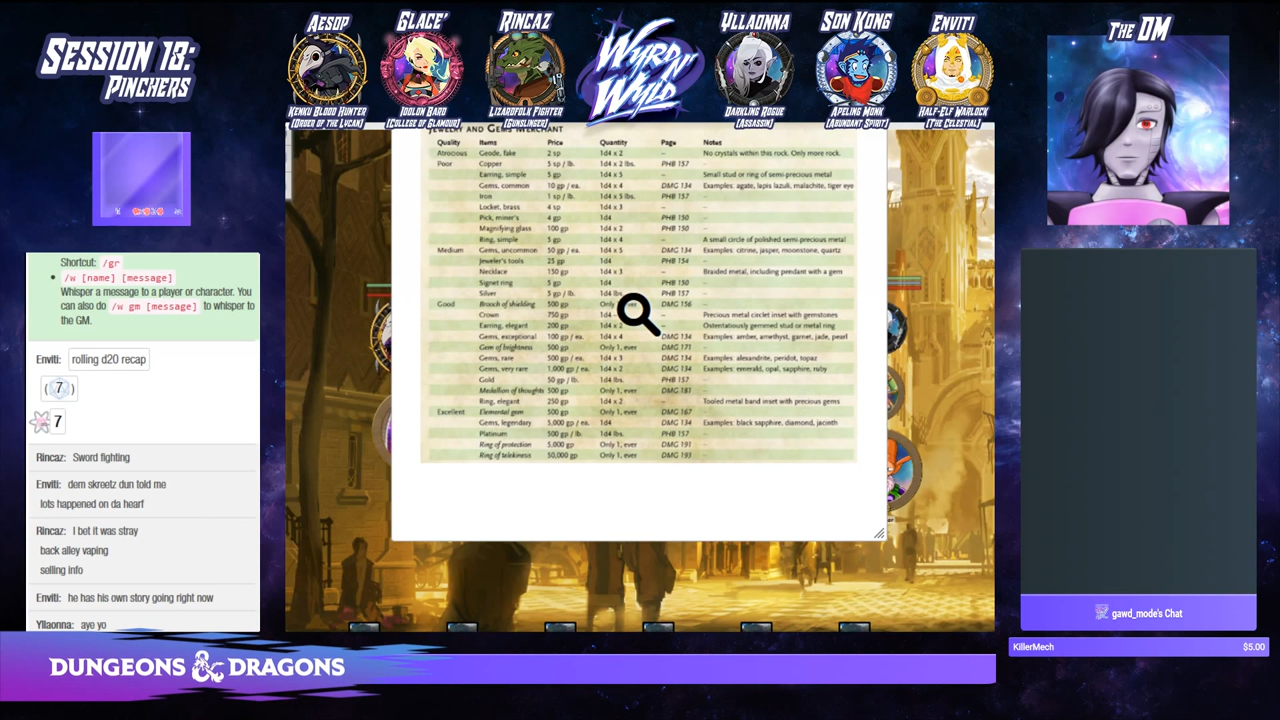 SESSION 18:
PINCHERS
AESOP
GLACE'
RINCAZ
WYRD N' WYLD
YLLAONNA
SON KONG
ENVITI
THE DM
KENKU BLOOD HUNTER
[ORDER OF THE LYCAN]
IDOLON BARD
[COLLEGE OF GLAMOUR]
LIZARDFOLK FIGHTER
[GUNSLINGER]
DARKLING ROGUE
[ASSASSIN]
APELING MONK
[ABUNDANT SPIRIT]
HALF-ELF WARLOCK
[THE CELESTIAL]
JEWELRY AND GEMS MERCHANT
Quality Items Price Quantity Page Notes
Atrocious Geode, fake 2 sp 1d4 x 2 – No crystals within this rock. Only more rock.
Poor Copper 5 sp / lb. 1d4 x 2 lbs. PHB 157 –
Earring, simple 5 gp 1d4 x 5 – Small stud or ring of semi-precious metal
Gems, common 10 gp / ea. 1d4 x 4 DMG 134 Examples: agate, lapis lazuli, malachite, tiger eye
Iron 1 sp / lb. 1d4 x 5 lbs. PHB 157 –
Locket, brass 4 sp 1d4 x 3 – –
Pick, miner's 4 gp 1d4 PHB 150 –
Magnifying glass 100 gp 1d4 x 2 PHB 150 –
Ring, simple 5 gp 1d4 x 4 – A small circle of polished semi-precious metal
Medium Gems, uncommon 50 gp / ea. 1d4 x 5 DMG 134 Examples: citrine, jasper, moonstone, quartz
Jeweler's tools 25 gp 1d4 PHB 154 –
Necklace 150 gp 1d4 x 3 – Braided metal, including pendant with a gem
Signet ring 5 gp 1d4 PHB 150 –
Silver 5 gp / lb. 1d4 lbs. PHB 157 –
Good Brooch of shielding 500 gp Only ever DMG 156 –
Crown 750 gp 1d4 – Precious metal circlet inset with gemstones
Earring, elegant 200 gp 1d4 x 2 – Ostentatiously gemmed stud or metal ring
Gems, exceptional 100 gp / ea. 1d4 x 4 DMG 134 Examples: amber, amethyst, garnet, jade, pearl
Gem of brightness 500 gp Only 1, ever DMG 171 –
Gems, rare 500 gp / ea. 1d4 x 3 DMG 134 Examples: alexandrite, peridot, topaz
Gems, very rare 1,000 gp / ea. 1d4 x 2 DMG 134 Examples: emerald, opal, sapphire, ruby
Gold 50 gp / lb. 1d4 lbs. PHB 157 –
Medallion of thoughts 500 gp Only 1, ever DMG 181 –
Ring, elegant 250 gp 1d4 x 2 – Tooled metal band inset with precious gems
Excellent Elemental gem 500 gp Only 1, ever DMG 167 –
Gems, legendary 5,000 gp / ea. 1d4 DMG 134 Examples: black sapphire, diamond, jacinth
Platinum 500 gp / lb. 1d4 lbs. PHB 157 –
Ring of protection 5,000 gp Only 1, ever DMG 191 –
Ring of telekinesis 50,000 gp Only 1, ever DMG 193 –
Shortcut: /gr
• /w [name] [message]
Whisper a message to a player or character. You
can also do /w gm [message] to whisper to
the GM.
Enviti: rolling d20 recap
(7)
7
Rincaz: Sword fighting
Enviti: dem skreetz dun told me
lots happened on da hearf
Rincaz: I bet it was stray
back alley vaping
selling info
Enviti: he has his own story going right now
Yllaonna: aye yo
gawd_mode's Chat
KillerMech $5.00
DUNGEONS & DRAGONS